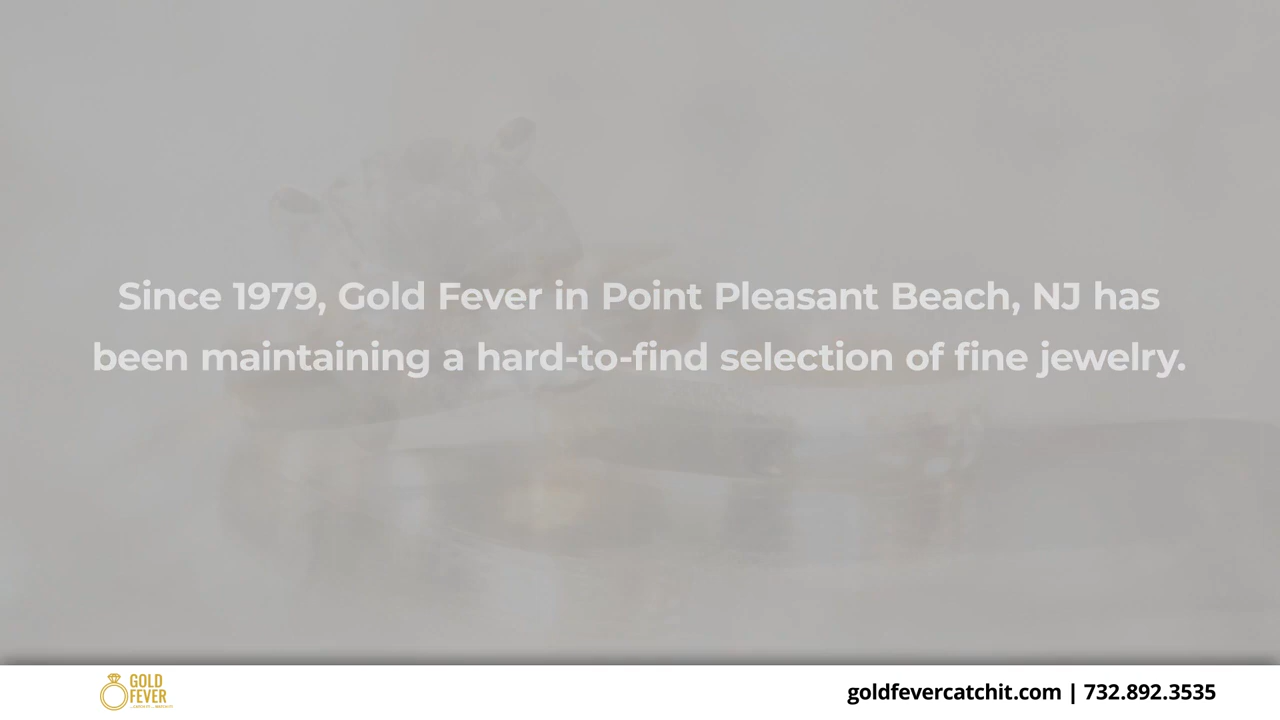 Since 1979, Gold Fever in Point Pleasant Beach, NJ has
been maintaining a hard-to-find selection of fine jewelry.
GOLD
FEVER
goldfevercatchit.com | 732.892.3535